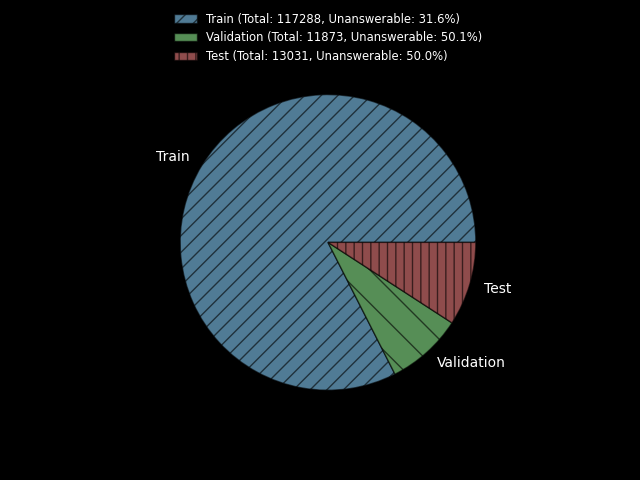 Train (Total: 117288, Unanswerable: 31.6%)
Validation (Total: 11873, Unanswerable: 50.1%)
Test (Total: 13031, Unanswerable: 50.0%)
Train
Test
Validation